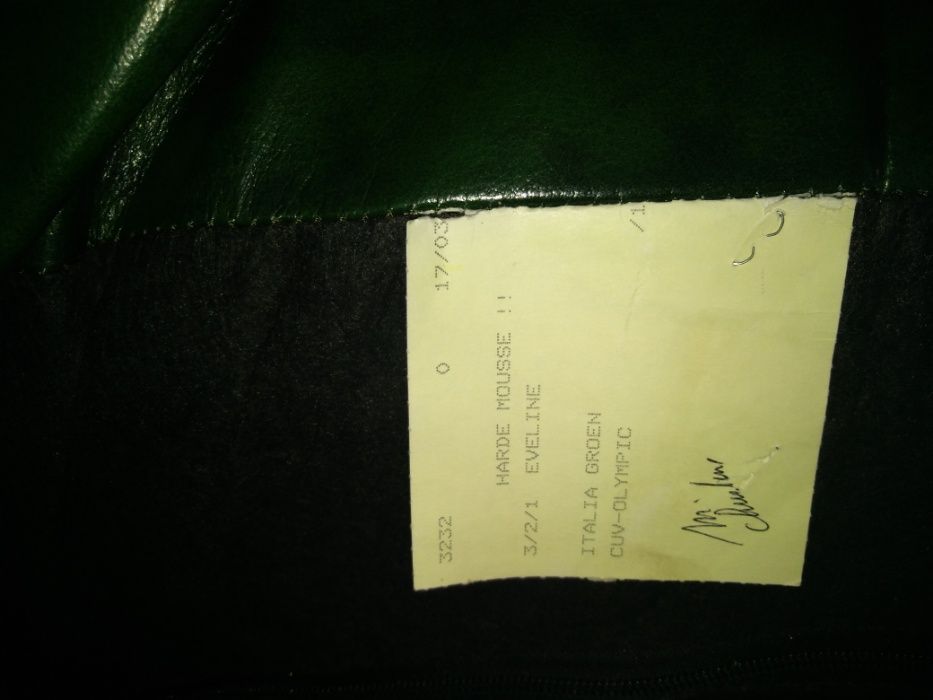 3232 0 17/03
HARDE MOUSSE !!
3/2/1 EVELINE
ITALIA GROEN
CUV-OLYMPIC /1